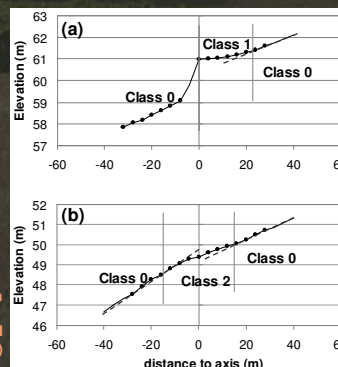 63
(a)
62
Class 1
61
60
Class 0
59
Class 0
58
57
-60 -40 -20 0 20 40 60
Elevation (m)
52
(b)
51
50
49
Class 0
Class 2
Class 0
48
47
46
-60 -40 -20 0 20 40 60
Elevation (m)
distance to axis (m)